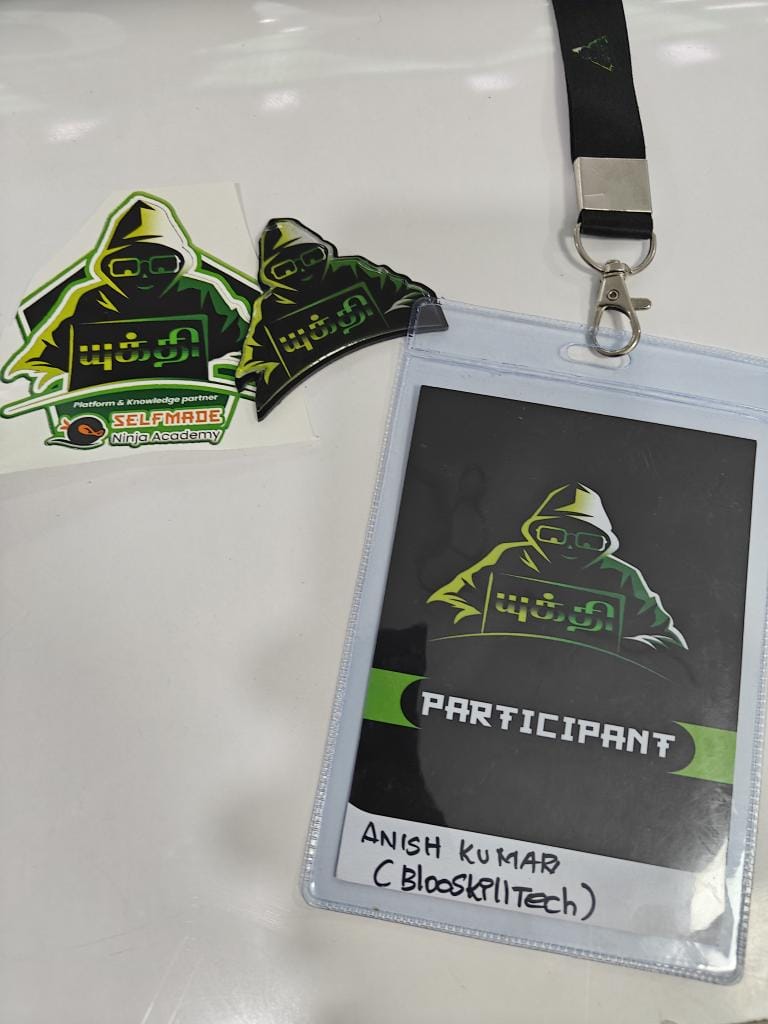 யுக்தி
Platform & Knowledge partner
SELFMADE
Ninja Academy
யுக்தி
யுக்தி
PARTICIPANT
ANISH KUMAR
(BlooSkillTech)